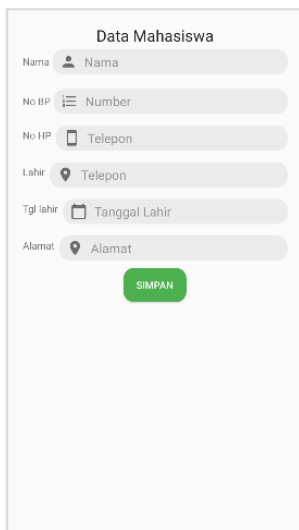 Data Mahasiswa
Nama Nama
No BP Number
No HP Telepon
Lahir Telepon
Tgl lahir Tanggal Lahir
Alamat Alamat
SIMPAN